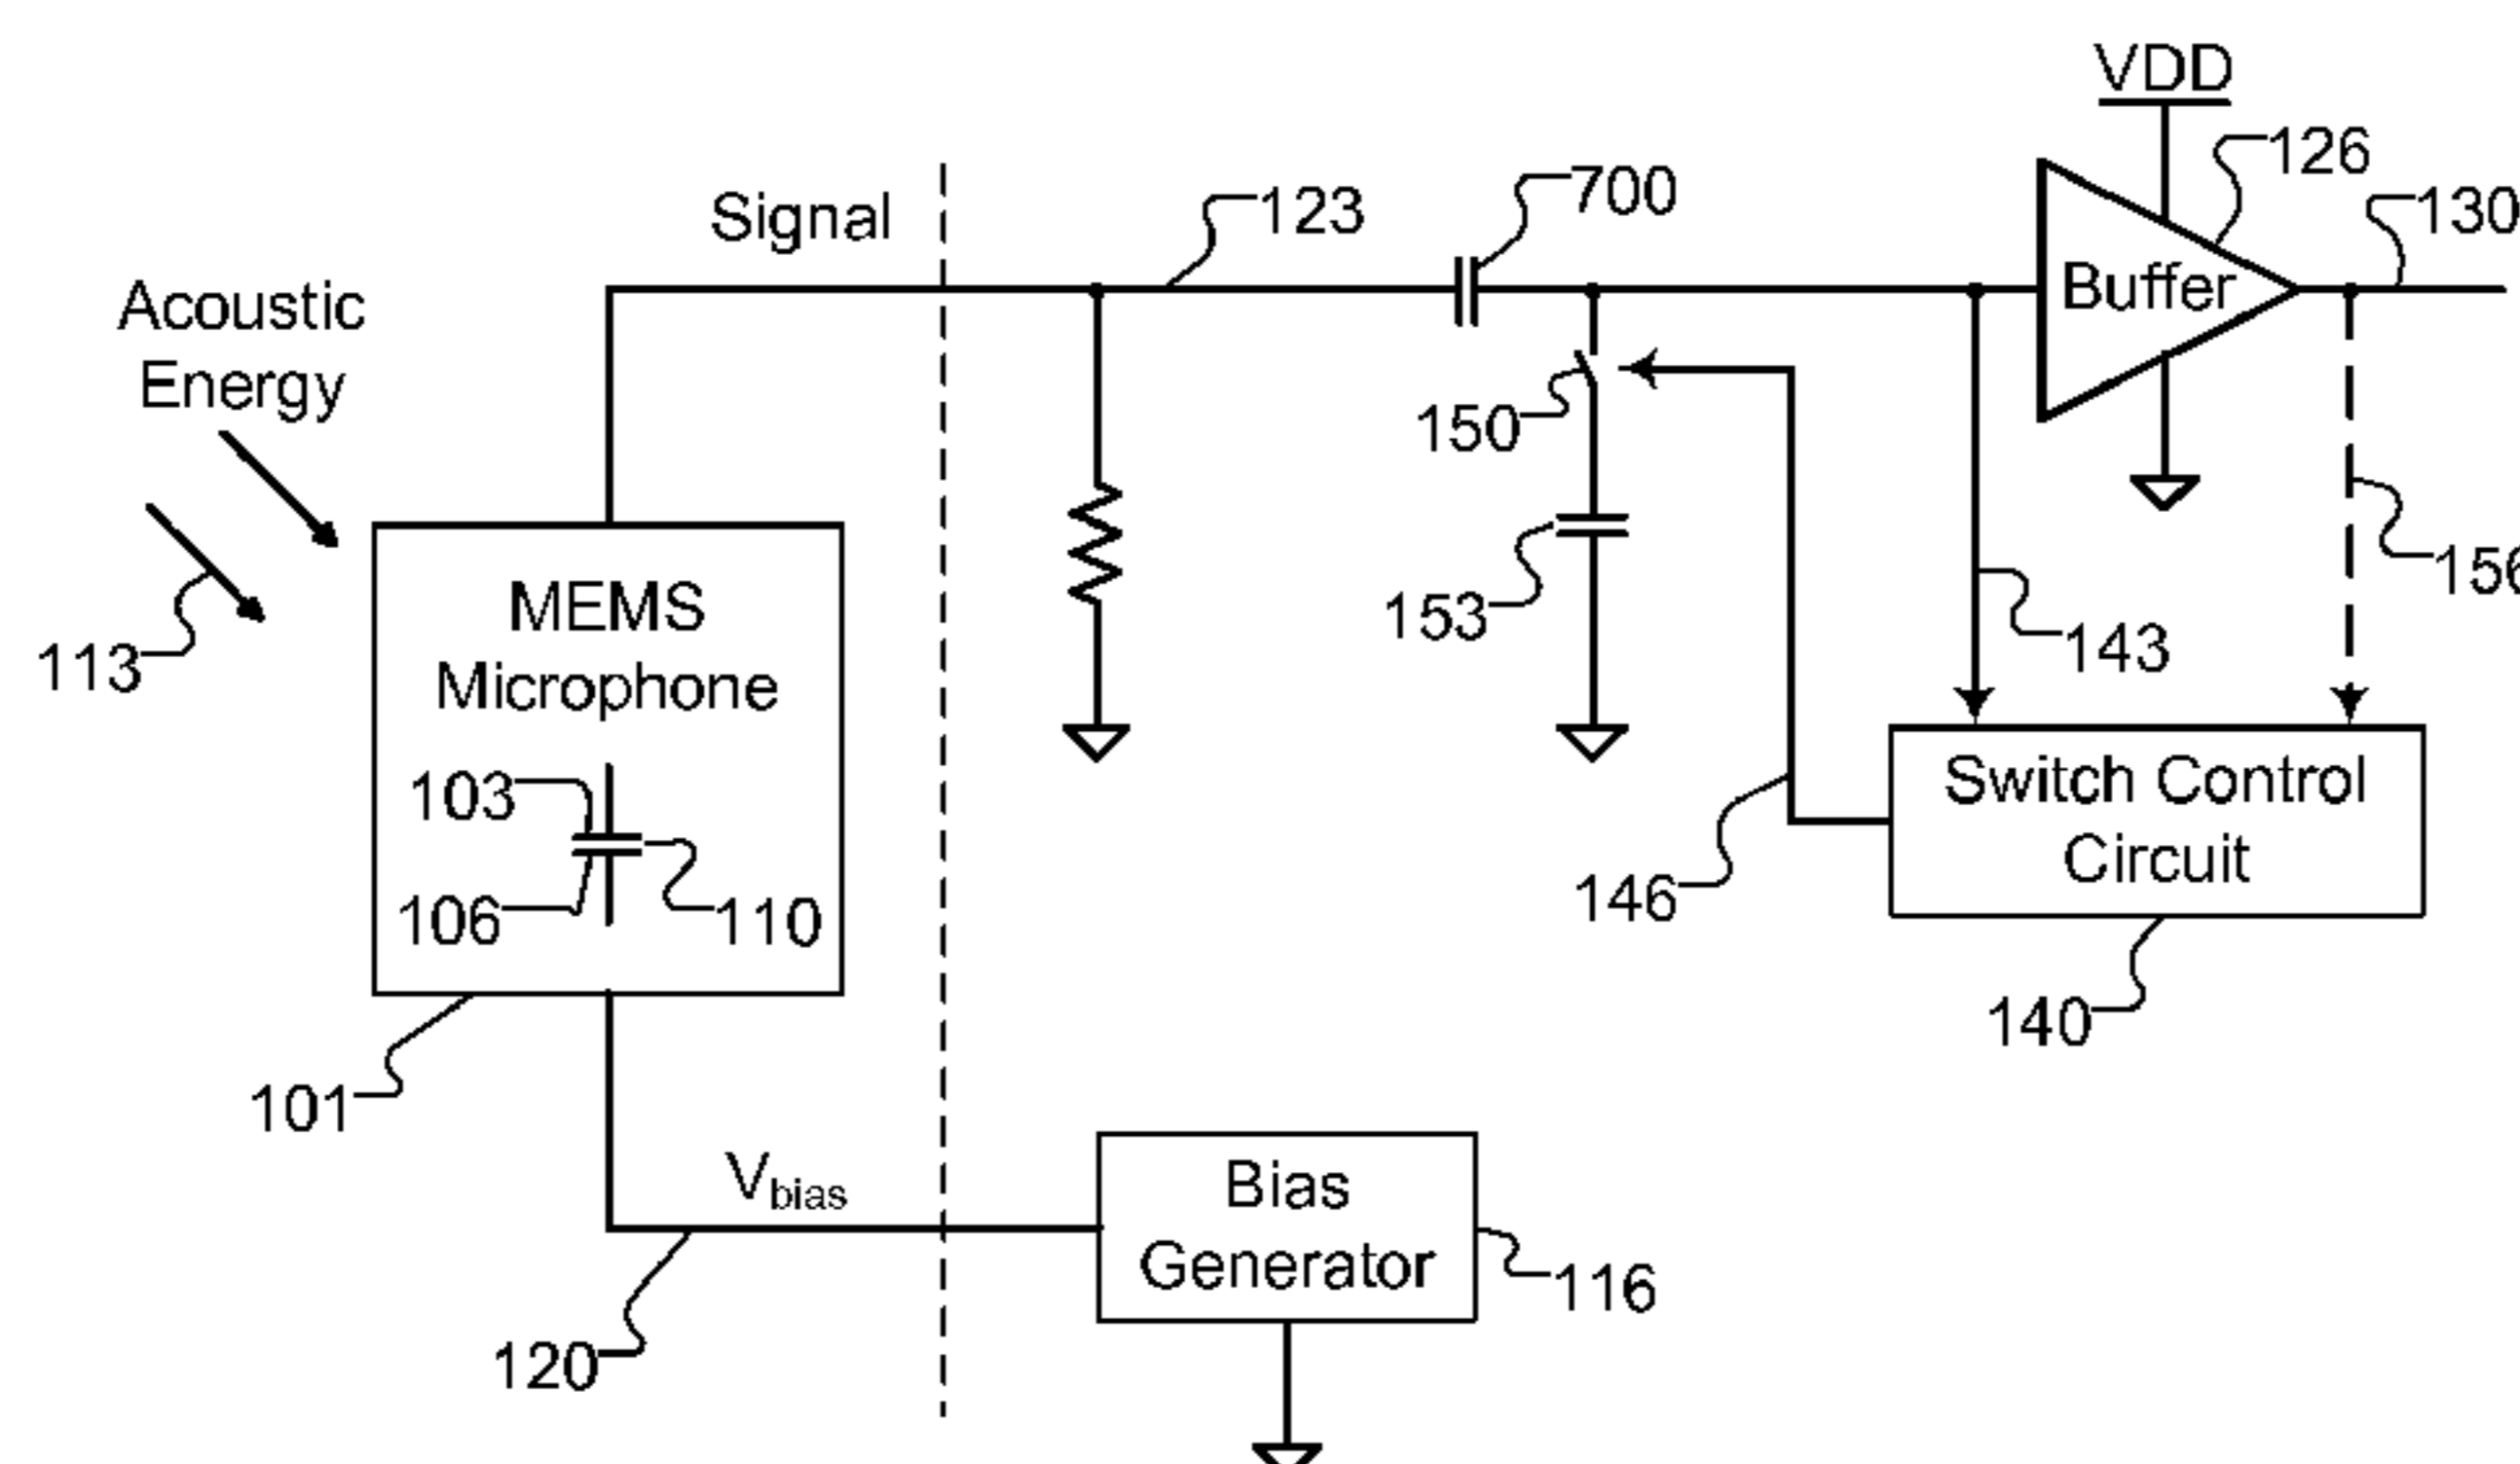 VDD
126
700
130
123
Signal
Buffer
Acoustic
Energy
150
156
153
143
MEMS
Microphone
113
Switch Control
Circuit
103
146
106
110
140
101
Bias
Generator
Vbias
116
120